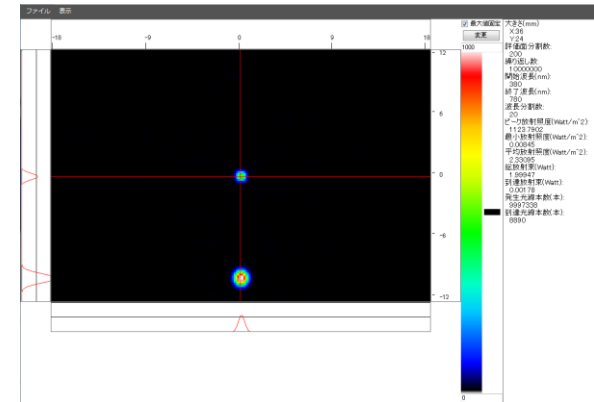 ファイル 表示
最大値固定
変更
1000
0
-18
-9
0
9
18
12
6
0
-6
-12
大きさ(mm)
X:36
Y:24
評価面分割数:
200
繰り返し数:
10000000
開始波長(nm):
380
終了波長(nm):
780
波長分割数:
20
ピーク放射照度(Watt/m^2):
1123.7902
最小放射照度(Watt/m^2):
0.00845
平均放射照度(Watt/m^2):
2.33095
総放射束(Watt):
1.99947
到達放射束(Watt):
0.00178
発生光線本数(本):
9997338
到達光線本数(本):
8890